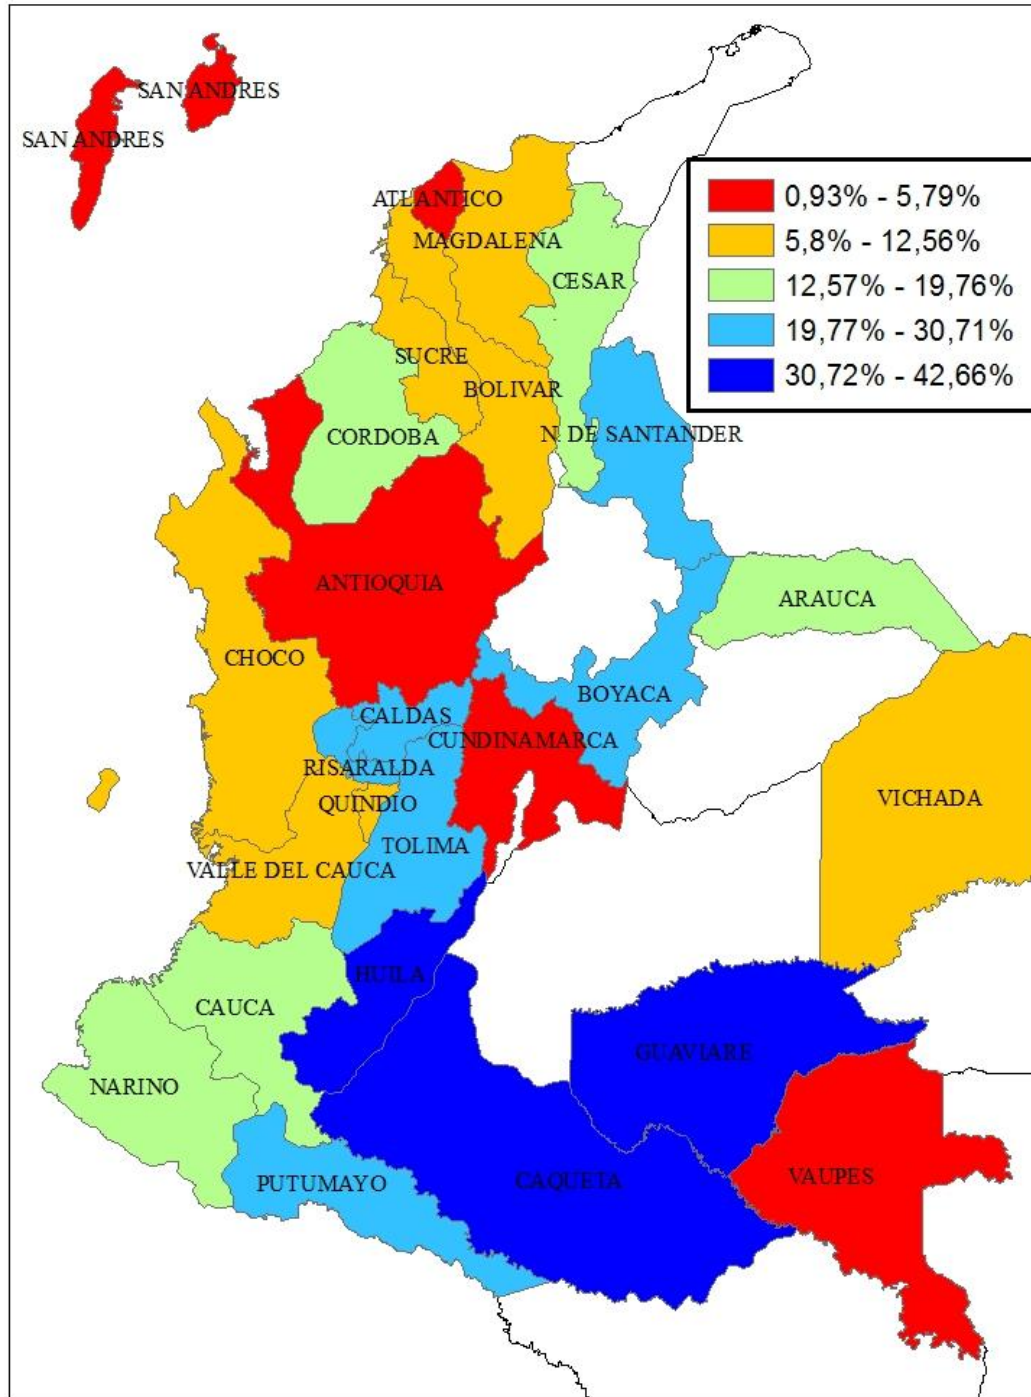 SAN ANDRES
SAN ANDRES
ATLANTICO
MAGDALENA
CESAR
SUCRE
BOLIVAR
CORDOBA
N. DE SANTANDER
ANTIOQUIA
ARAUCA
CHOCO
BOYACA
CALDAS
CUNDINAMARCA
RISARALDA
QUINDIO
VICHADA
TOLIMA
VALLE DEL CAUCA
HUILA
CAUCA
GUAVIARE
NARINO
PUTUMAYO
CAQUETA
VAUPES
0,93% - 5,79%
5,8% - 12,56%
12,57% - 19,76%
19,77% - 30,71%
30,72% - 42,66%